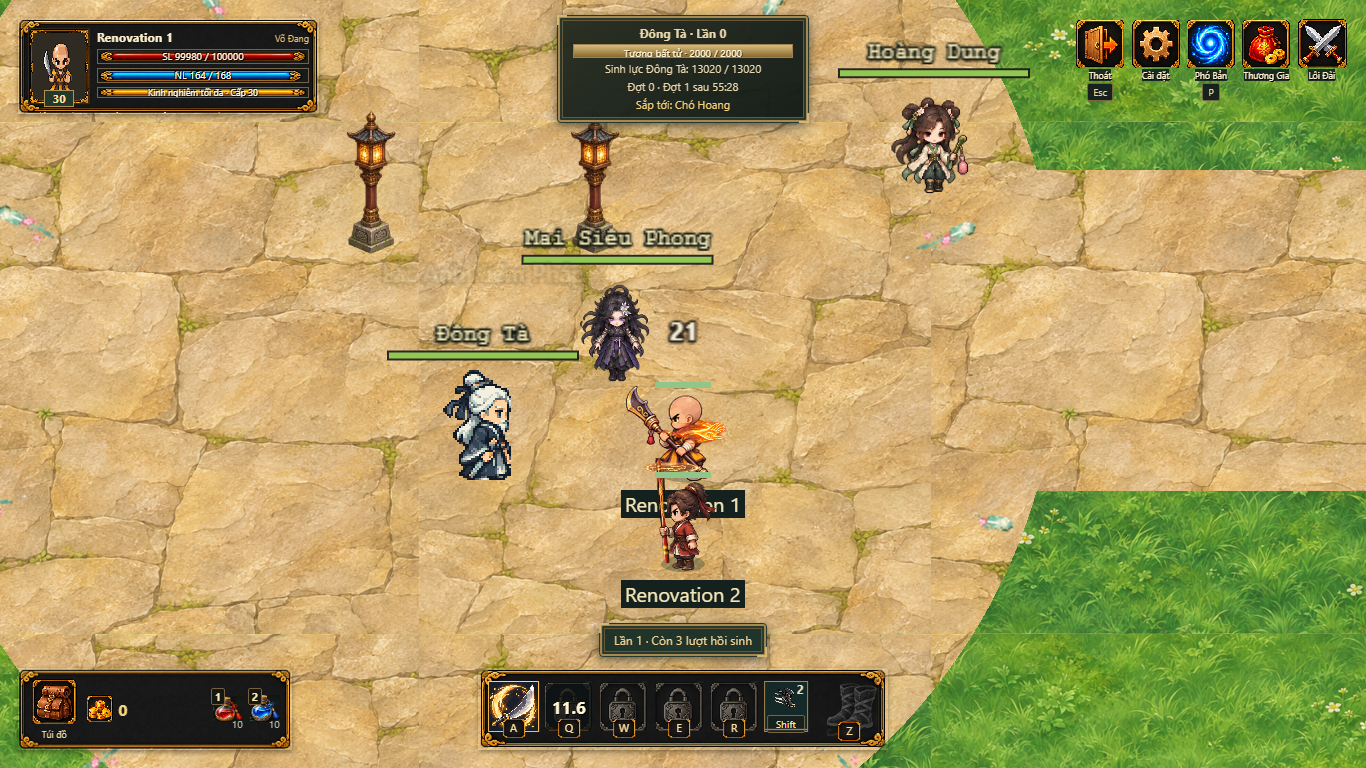 Renovation 1
Võ Đang
SL 99980 / 100000
NL 164 / 168
Kinh nghiệm tối đa - Cấp 30
30
Đông Tà · Lần 0
Tương bất tử · 2000 / 2000
Sinh lực Đông Tà: 13020 / 13020
Đợt 0 · Đợt 1 sau 55:28
Sắp tới: Chó Hoang
Thoát
Cài đặt
Phó Bản
Thương Gia
Lôi Đài
Esc
P
Hoàng Dung
Mai Siêu Phong
21
Đông Tà
Renovation 1
Renovation 2
Lần 1 · Còn 3 lượt hồi sinh
Túi đồ
0
1
10
2
10
A
11.6
Q
W
E
R
2
Shift
Z